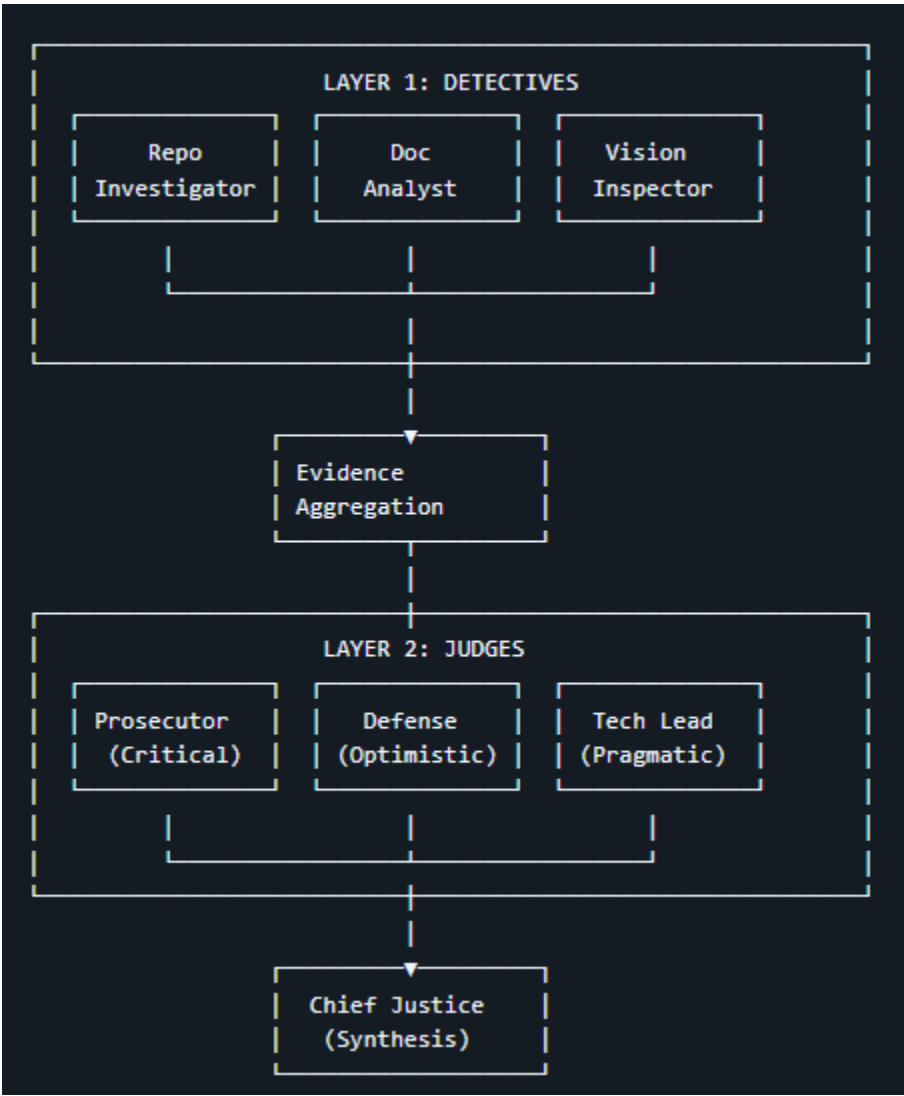 LAYER 1: DETECTIVES
Repo
Investigator
Doc
Analyst
Vision
Inspector
Evidence
Aggregation
LAYER 2: JUDGES
Prosecutor
(Critical)
Defense
(Optimistic)
Tech Lead
(Pragmatic)
Chief Justice
(Synthesis)